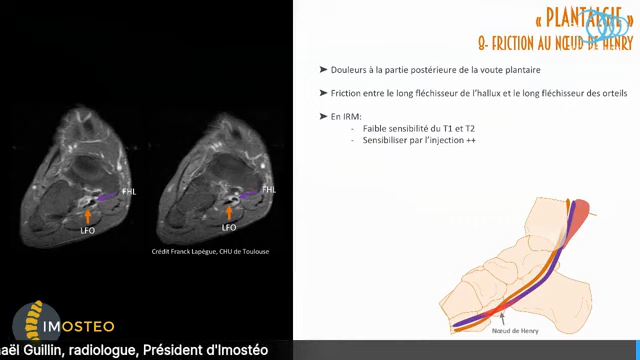 « PLANTALGIE »
8- FRICTION AU NŒUD DE HENRY
➤ Douleurs à la partie postérieure de la voute plantaire
➤ Friction entre le long fléchisseur de l'hallux et le long fléchisseur des orteils
➤ En IRM:
- Faible sensibilité du T1 et T2
- Sensibiliser par l'injection ++
FHL
LFO
FHL
LFO
Crédit Franck Lapègue, CHU de Toulouse
Nœud de Henry
IMOSTEO
aël Guillin, radiologue, Président d'Imostéo